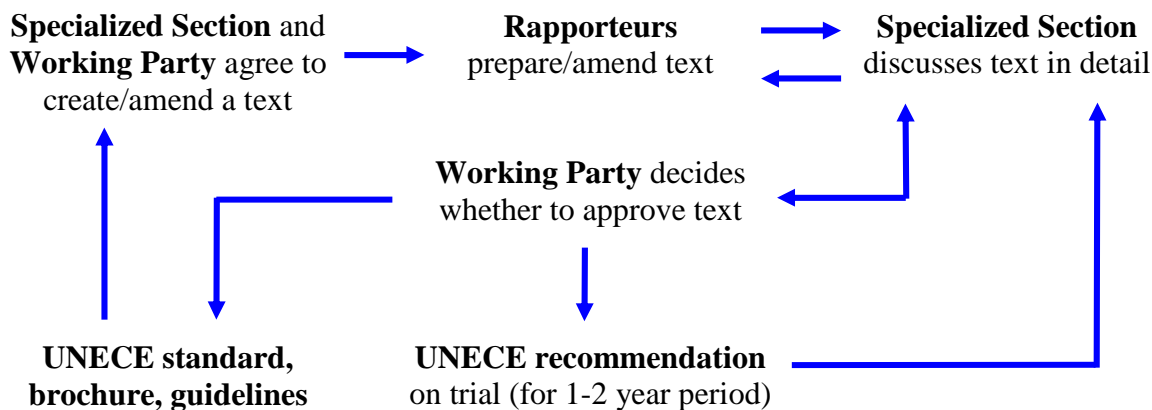 Specialized Section and
Working Party agree to
create/amend a text
Rapporteurs
prepare/amend text
Specialized Section
discusses text in detail
Working Party decides
whether to approve text
UNECE standard,
brochure, guidelines
UNECE recommendation
on trial (for 1-2 year period)